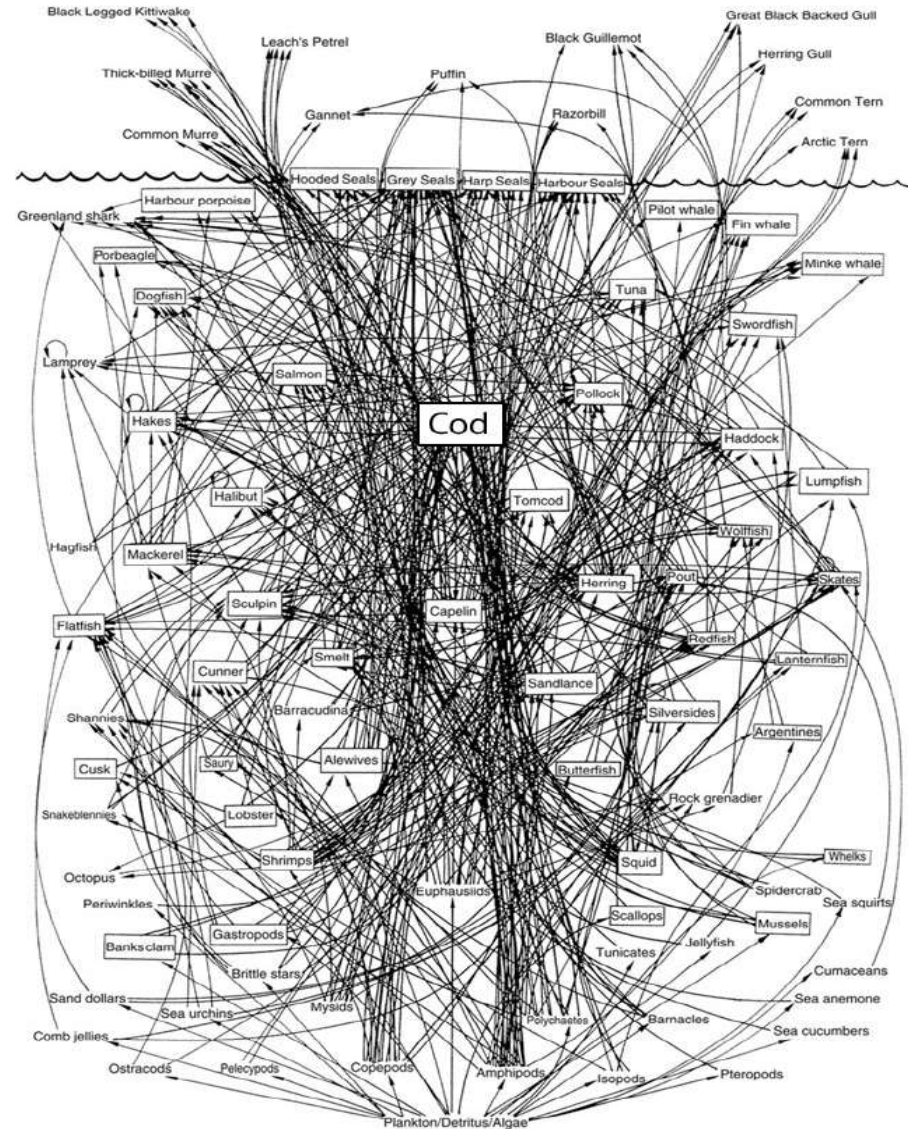 Black Legged Kittiwake
Great Black Backed Gull
Leach's Petrel
Black Guillemot
Herring Gull
Thick-billed Murre
Puffin
Common Tern
Gannet
Razorbill
Common Murre
Arctic Tern
Hooded Seals
Grey Seals
Harp Seals
Harbour Seals
Harbour porpoise
Pilot whale
Greenland shark
Fin whale
Porbeagle
Minke whale
Dogfish
Tuna
Swordfish
Lamprey
Salmon
Pollock
Hakes
Cod
Haddock
Lumpfish
Halibut
Tomcod
Wolffish
Hagfish
Mackerel
Herring
Pout
Skates
Sculpin
Capelin
Flatfish
Redfish
Smelt
Lanternfish
Cunner
Sandlance
Barracudina
Silversides
Shannies
Argentines
Cusk
Saury
Alewives
Butterfish
Rock grenadier
Snakeblennies
Lobster
Shrimps
Squid
Whelks
Octopus
Euphausiids
Spidercrab
Periwinkles
Sea squirts
Scallops
Gastropods
Mussels
Banksclam
Jellyfish
Tunicates
Brittle stars
Cumaceans
Sand dollars
Mysids
Sea anemone
Sea urchins
Polychaetes
Barnacles
Comb jellies
Sea cucumbers
Ostracods
Pelecypods
Copepods
Amphipods
Isopods
Pteropods
Plankton/Detritus/Algae